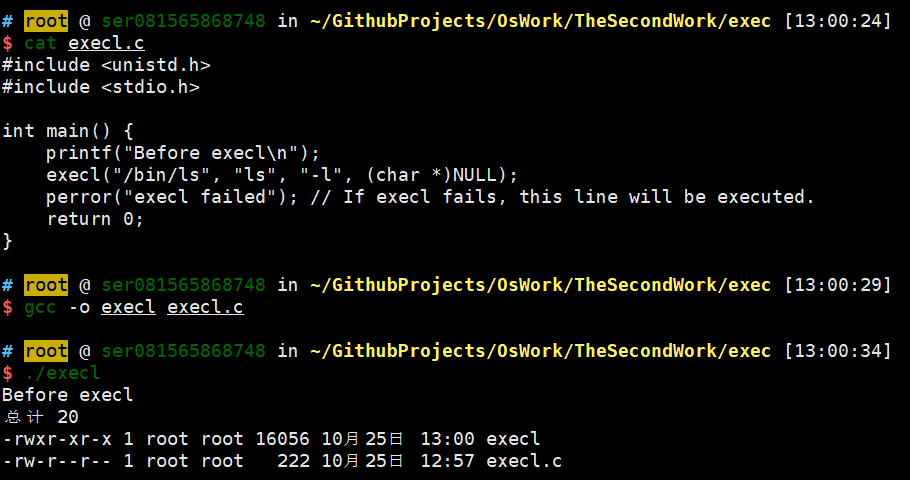 # root @ ser081565868748 in ~/GithubProjects/OsWork/TheSecondWork/exec [13:00:24]
$ cat execl.c
#include <unistd.h>
#include <stdio.h>

int main() {
    printf("Before execl\n");
    execl("/bin/ls", "ls", "-l", (char *)NULL);
    perror("execl failed"); // If execl fails, this line will be executed.
    return 0;
}

# root @ ser081565868748 in ~/GithubProjects/OsWork/TheSecondWork/exec [13:00:29]
$ gcc -o execl execl.c

# root @ ser081565868748 in ~/GithubProjects/OsWork/TheSecondWork/exec [13:00:34]
$ ./execl
Before execl
总计 20
-rwxr-xr-x 1 root root 16056 10月25日 13:00 execl
-rw-r--r-- 1 root root   222 10月25日 12:57 execl.c